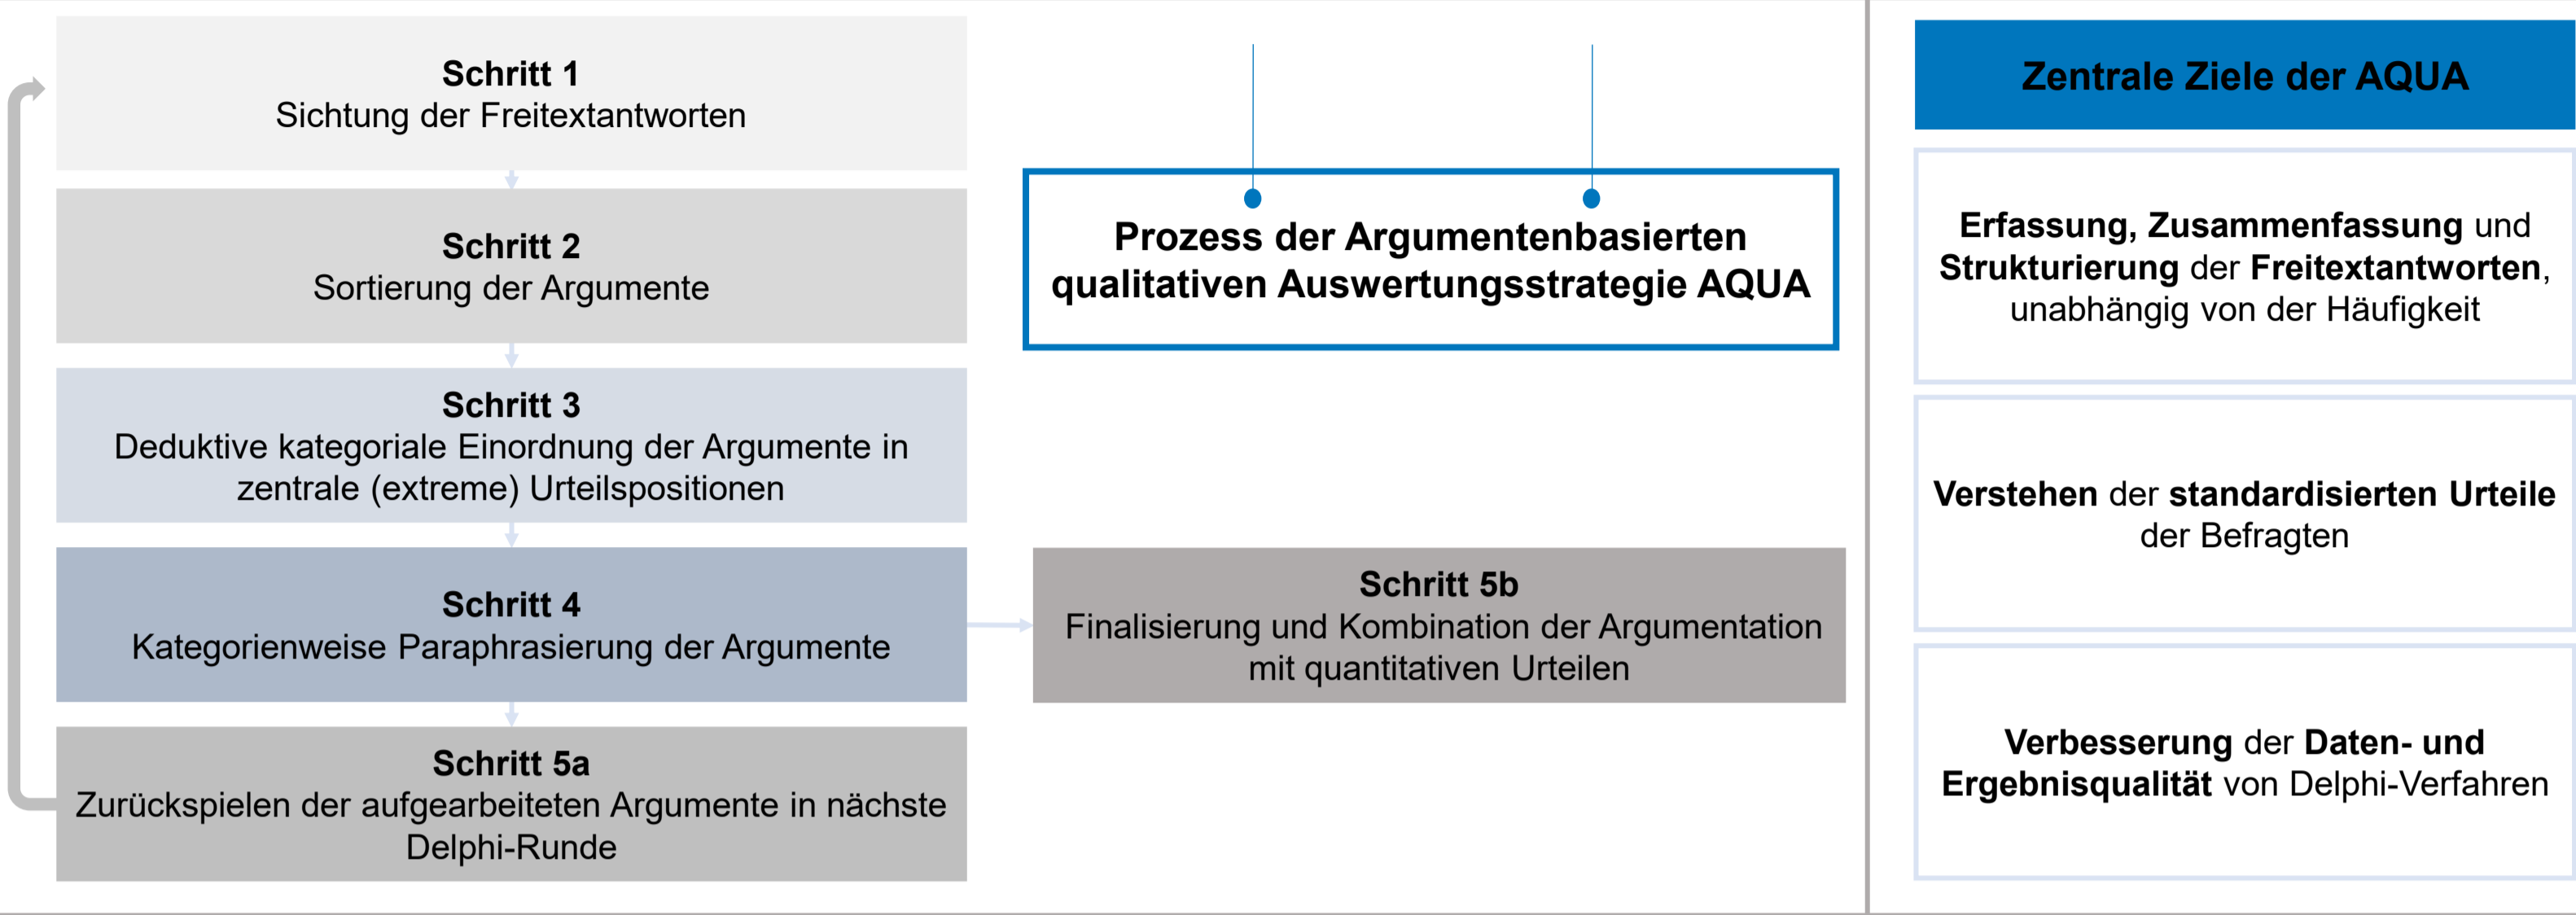 Schritt 1
Sichtung der Freitextantworten
Schritt 2
Sortierung der Argumente
Schritt 3
Deduktive kategoriale Einordnung der Argumente in
zentrale (extreme) Urteilspositionen
Schritt 4
Kategorienweise Paraphrasierung der Argumente
Schritt 5a
Zurückspielen der aufgearbeiteten Argumente in nächste
Delphi-Runde
Prozess der Argumentenbasierten
qualitativen Auswertungsstrategie AQUA
Schritt 5b
Finalisierung und Kombination der Argumentation
mit quantitativen Urteilen
Zentrale Ziele der AQUA
Erfassung, Zusammenfassung und
Strukturierung der Freitextantworten,
unabhängig von der Häufigkeit
Verstehen der standardisierten Urteile
der Befragten
Verbesserung der Daten- und
Ergebnisqualität von Delphi-Verfahren